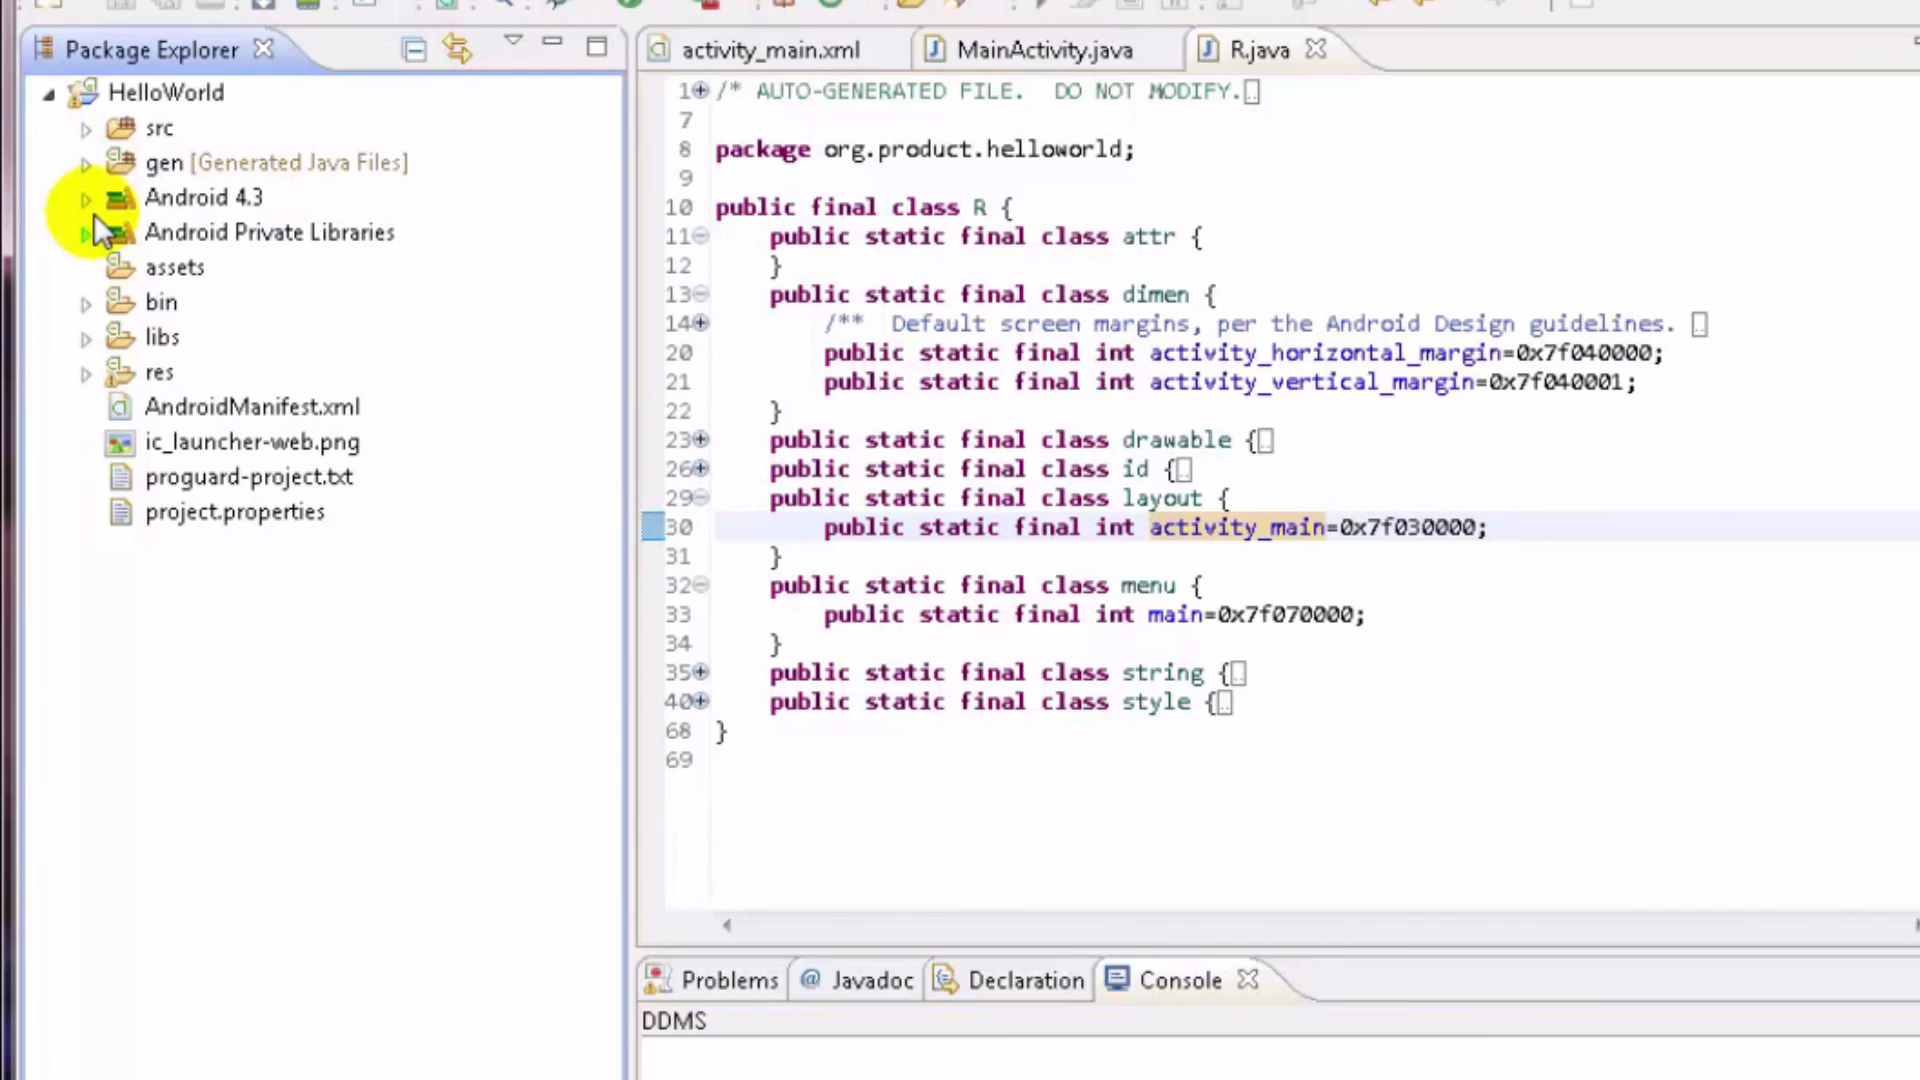 Package Explorer
HelloWorld
src
gen [Generated Java Files]
Android 4.3
Android Private Libraries
assets
bin
libs
res
AndroidManifest.xml
ic_launcher-web.png
proguard-project.txt
project.properties
activity_main.xml MainActivity.java R.java
1 /* AUTO-GENERATED FILE.  DO NOT MODIFY.
7
8 package org.product.helloworld;
9
10 public final class R {
11     public static final class attr {
12     }
13     public static final class dimen {
14         /**  Default screen margins, per the Android Design guidelines.
20         public static final int activity_horizontal_margin=0x7f040000;
21         public static final int activity_vertical_margin=0x7f040001;
22     }
23     public static final class drawable {
26     public static final class id {
29     public static final class layout {
30         public static final int activity_main=0x7f030000;
31     }
32     public static final class menu {
33         public static final int main=0x7f070000;
34     }
35     public static final class string {
40     public static final class style {
68 }
69
Problems @ Javadoc Declaration Console
DDMS